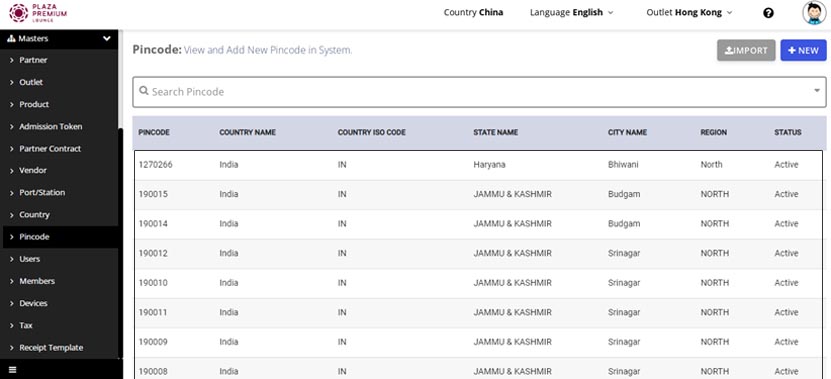 PLAZA
PREMIUM
LOUNGE
Country China
Language English
Outlet Hong Kong
Masters
Partner
Outlet
Product
Admission Token
Partner Contract
Vendor
Port/Station
Country
Pincode
Users
Members
Devices
Tax
Receipt Template
Pincode: View and Add New Pincode in System.
IMPORT
+ NEW
Search Pincode
PINCODE COUNTRY NAME COUNTRY ISO CODE STATE NAME CITY NAME REGION STATUS
1270266 India IN Haryana Bhiwani North Active
190015 India IN JAMMU & KASHMIR Budgam NORTH Active
190014 India IN JAMMU & KASHMIR Budgam NORTH Active
190012 India IN JAMMU & KASHMIR Srinagar NORTH Active
190010 India IN JAMMU & KASHMIR Srinagar NORTH Active
190011 India IN JAMMU & KASHMIR Srinagar NORTH Active
190009 India IN JAMMU & KASHMIR Srinagar NORTH Active
190008 India IN JAMMU & KASHMIR Srinagar NORTH Active